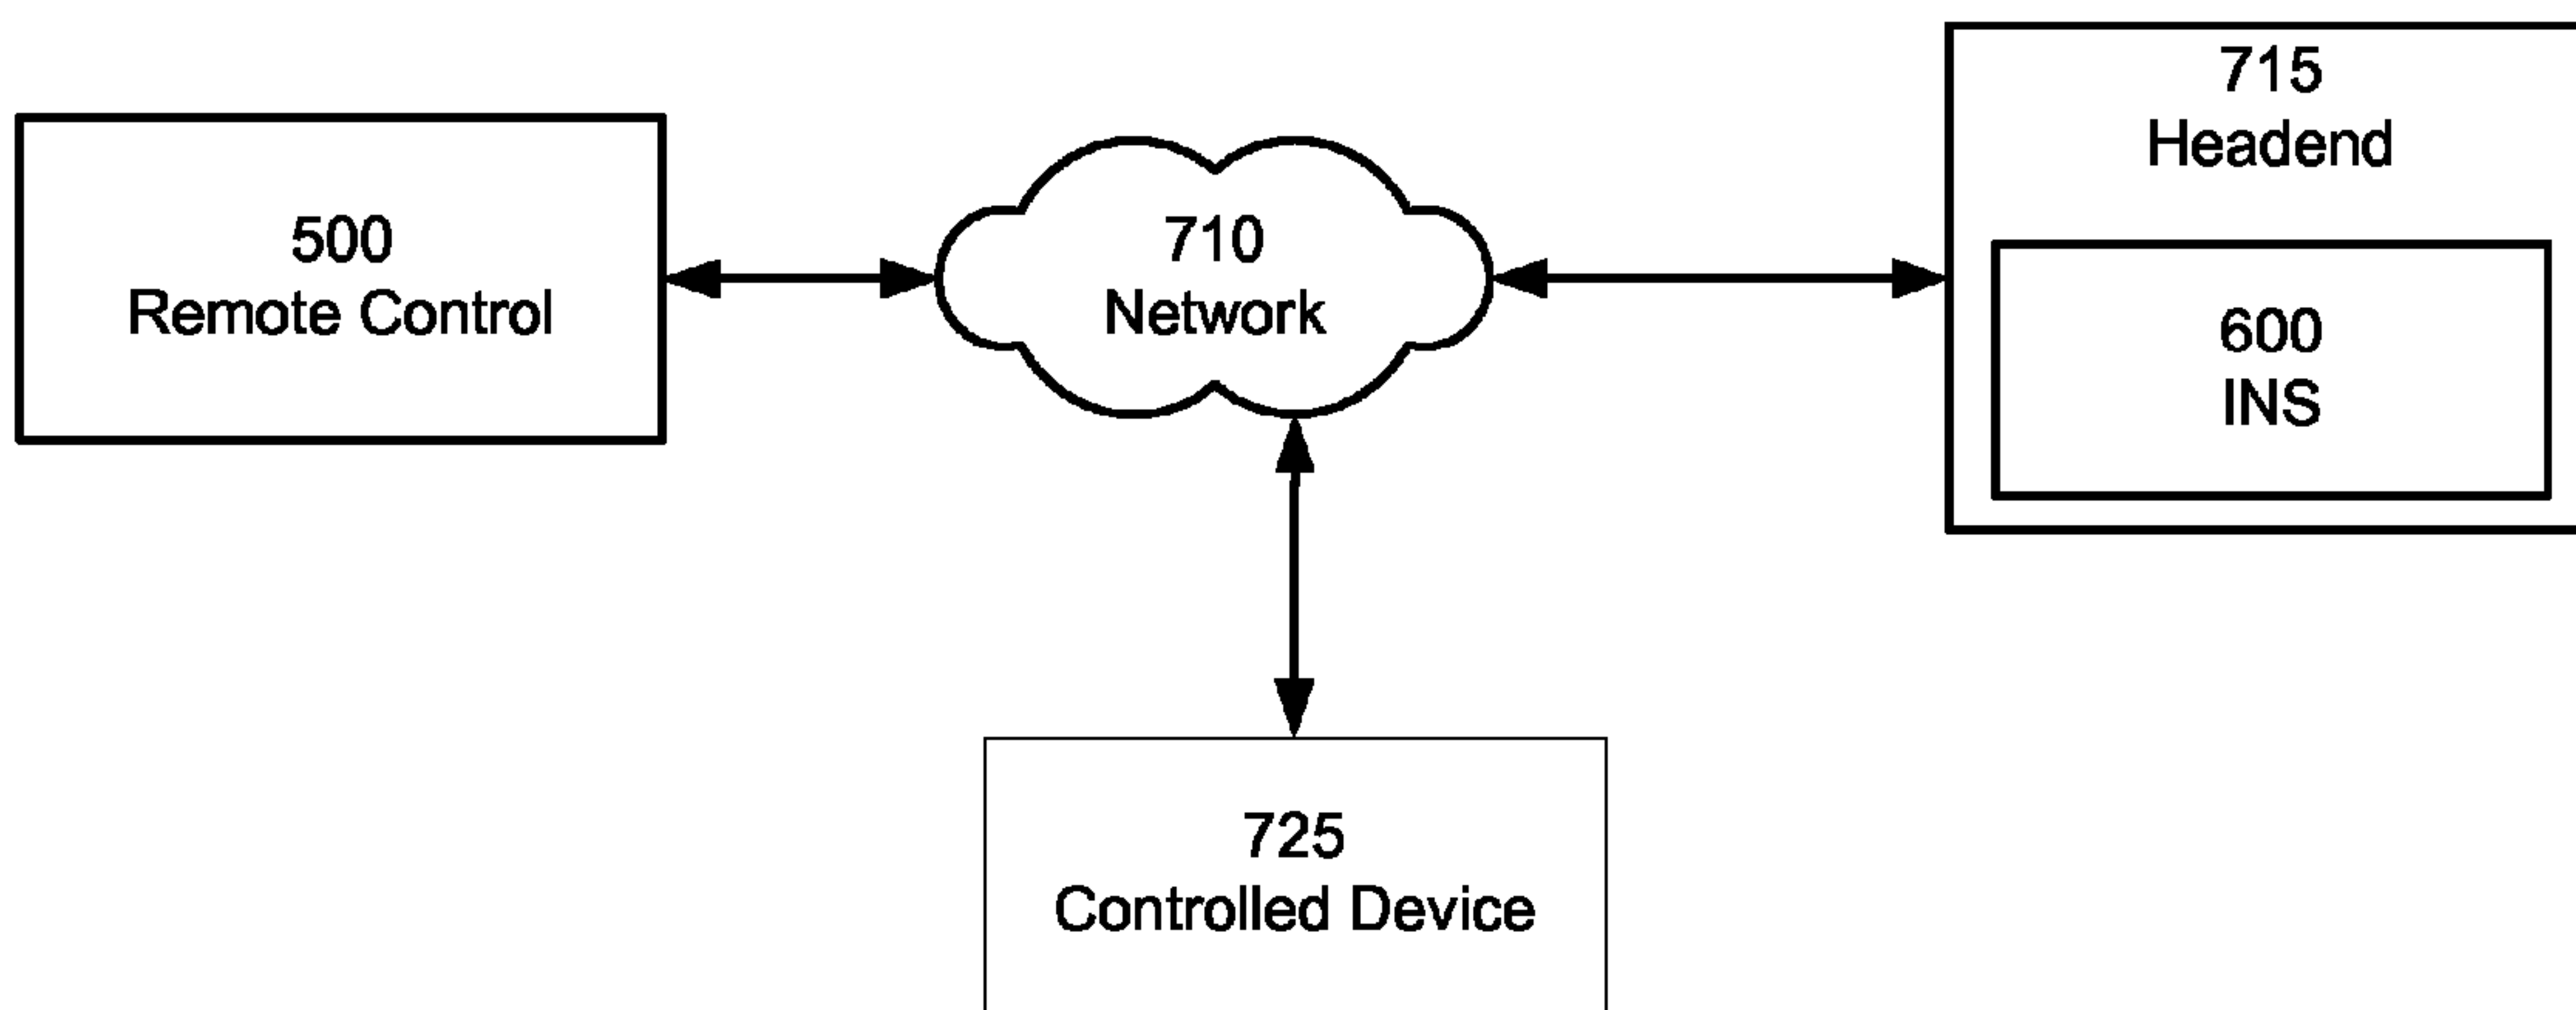 715
Headend
500
Remote Control
710
Network
600
INS
725
Controlled Device